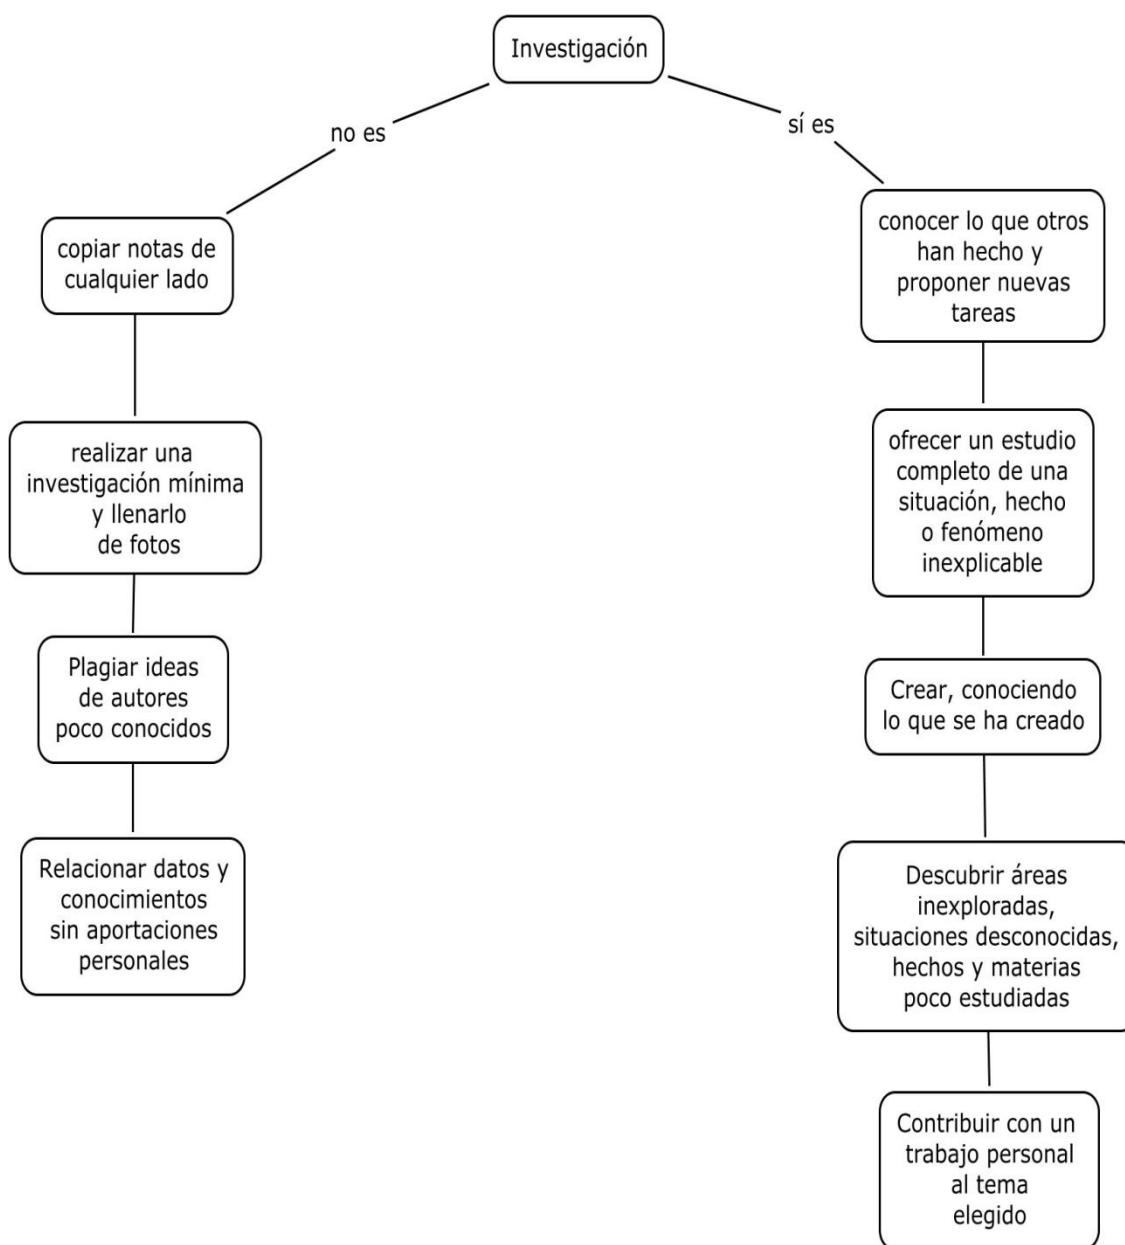 Investigación
no es
sí es
copiar notas de
cualquier lado
realizar una
investigación mínima
y llenarlo
de fotos
Plagiar ideas
de autores
poco conocidos
Relacionar datos y
conocimientos
sin aportaciones
personales
conocer lo que otros
han hecho y
proponer nuevas
tareas
ofrecer un estudio
completo de una
situación, hecho
o fenómeno
inexplicable
Crear, conociendo
lo que se ha creado
Descubrir áreas
inexploradas,
situaciones desconocidas,
hechos y materias
poco estudiadas
Contribuir con un
trabajo personal
al tema
elegido